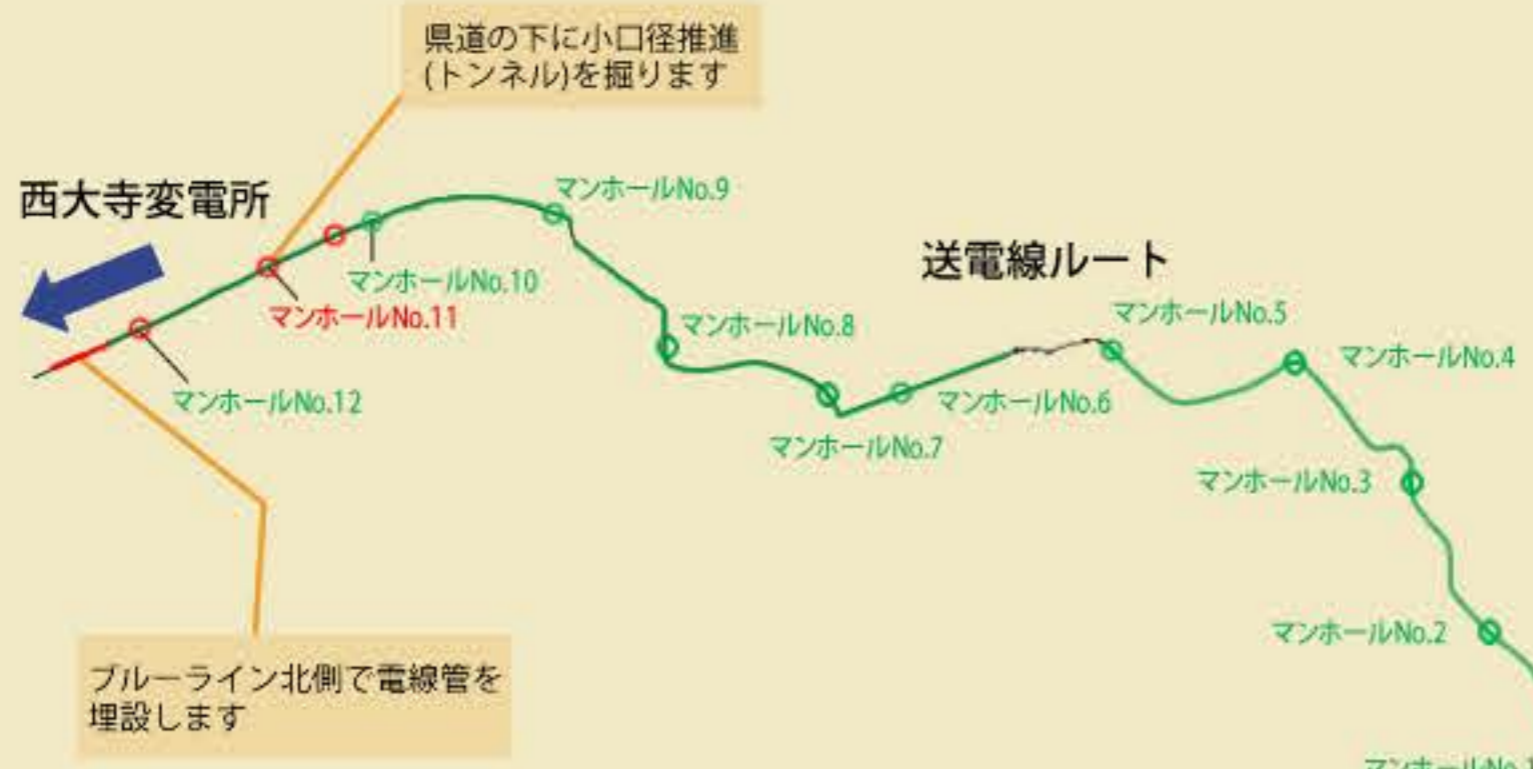 県道の下に小口径推進
(トンネル)を掘ります
西大寺変電所
マンホールNo.9
送電線ルート
マンホールNo.10
マンホールNo.11
マンホールNo.8
マンホールNo.5
マンホールNo.4
マンホールNo.12
マンホールNo.6
マンホールNo.7
マンホールNo.3
マンホールNo.2
ブルーライン北側で電線管を
埋設します